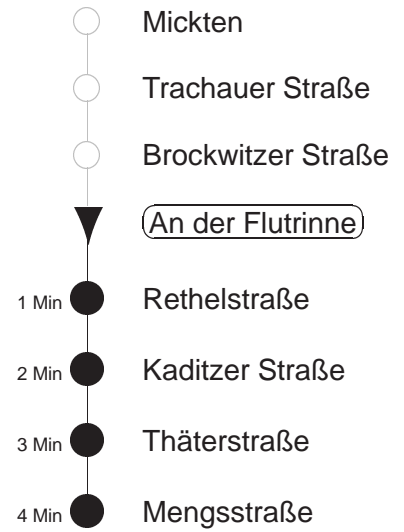 Mickten
Trachauer Straße
Brockwitzer Straße
An der Flutrinne
1 Min Rethelstraße
2 Min Kaditzer Straße
3 Min Thäterstraße
4 Min Mengsstraße